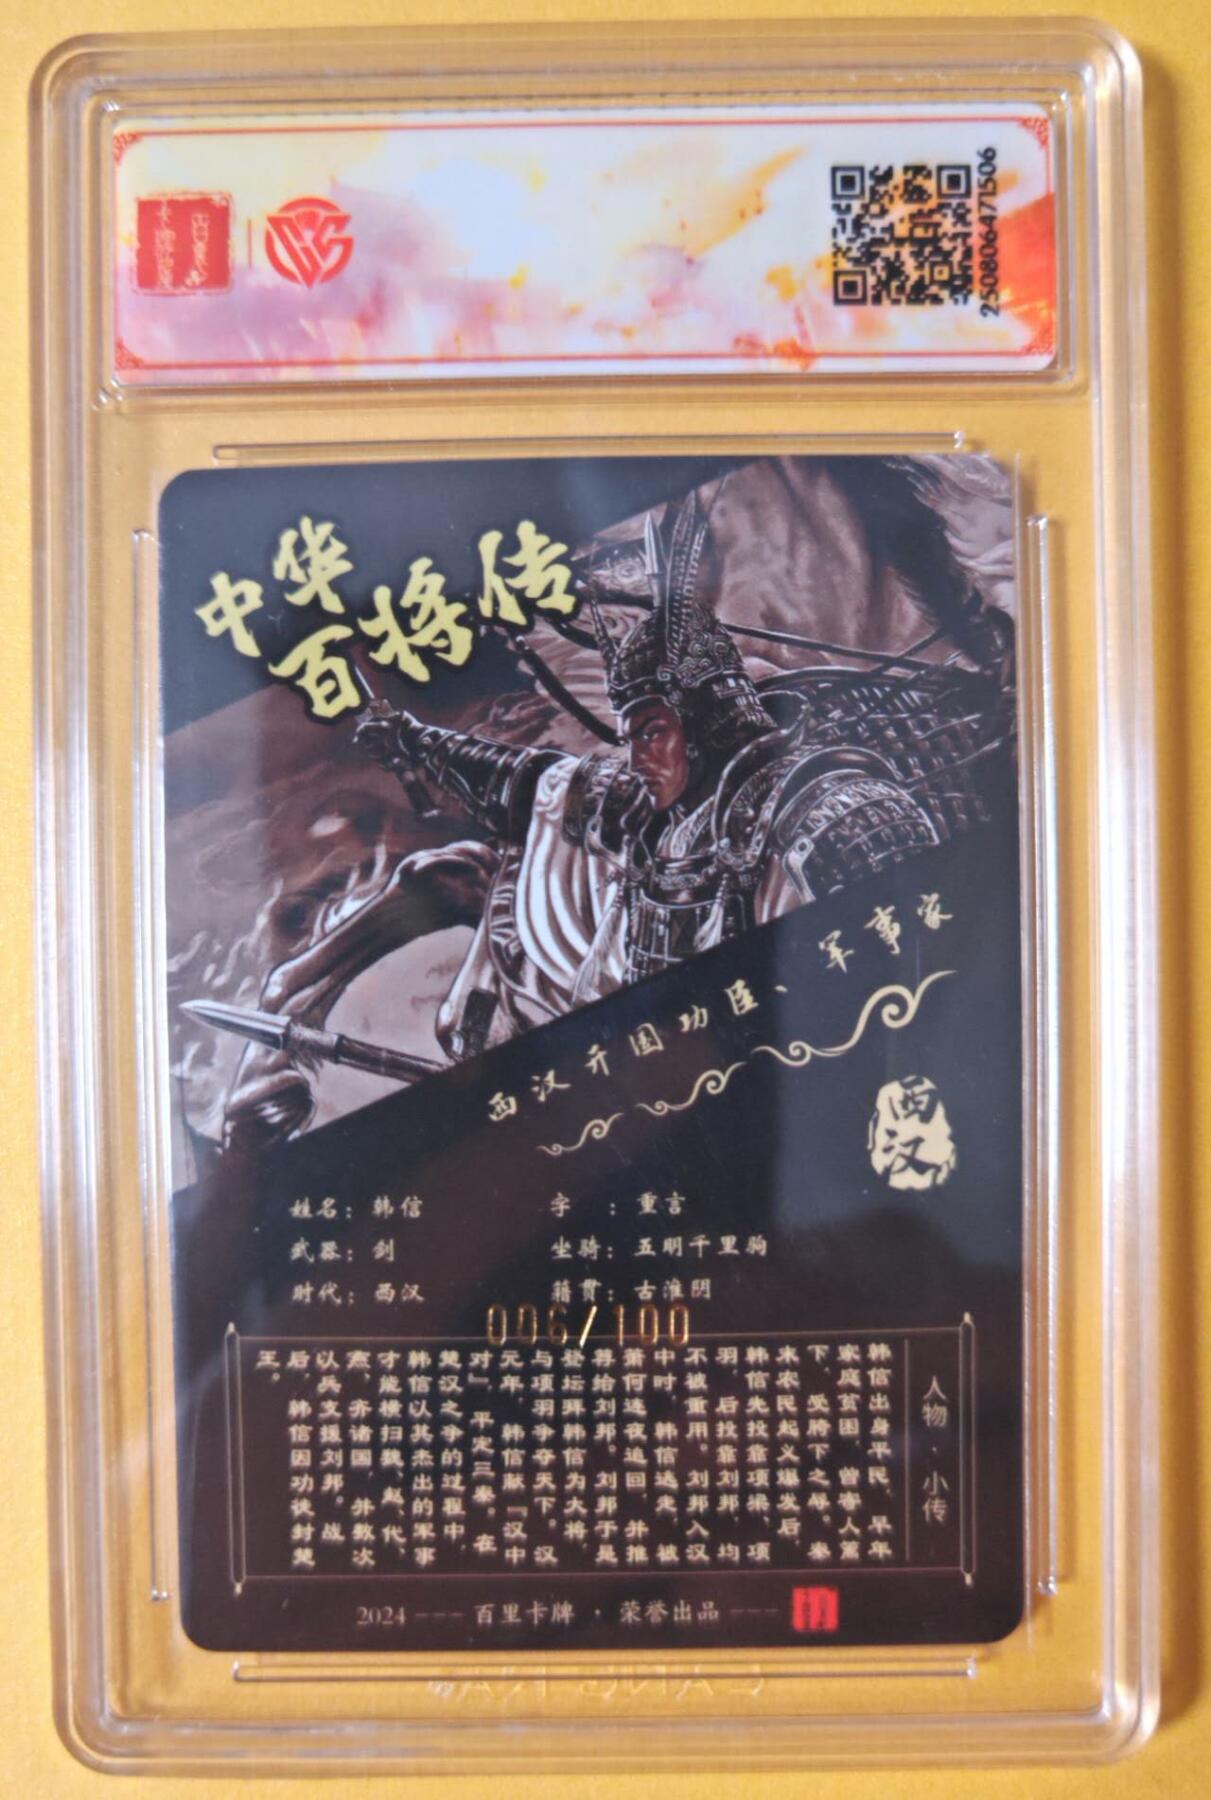 250806471506
中华
百将传
西汉开国功臣、军事家
西汉
姓名：韩信
字：重言
武器：剑
坐骑：五明千里驹
时代：西汉
籍贯：古淮阴
006/100
人物·小传
韩信出身平民，早年
家庭贫困，曾寄人篱
下，受胯下之辱。秦
末农民起义爆发后，
韩信先投靠项梁、项
羽，后投靠刘邦，均
不被重用。刘邦入汉
中时，韩信逃走，被
萧何连夜追回，并推
荐给刘邦。刘邦于是
登坛拜韩信为大将，
与项羽争夺天下。汉
元年，韩信献『汉中
对』，平定三秦。在
楚汉之争的过程中，
韩信以其杰出的军事
才能横扫魏、赵、代、
燕、齐诸国，并数次
以兵支援刘邦。战
后，韩信因功徒封楚
王。
2024 --- 百里卡牌 · 荣誉出品 ---